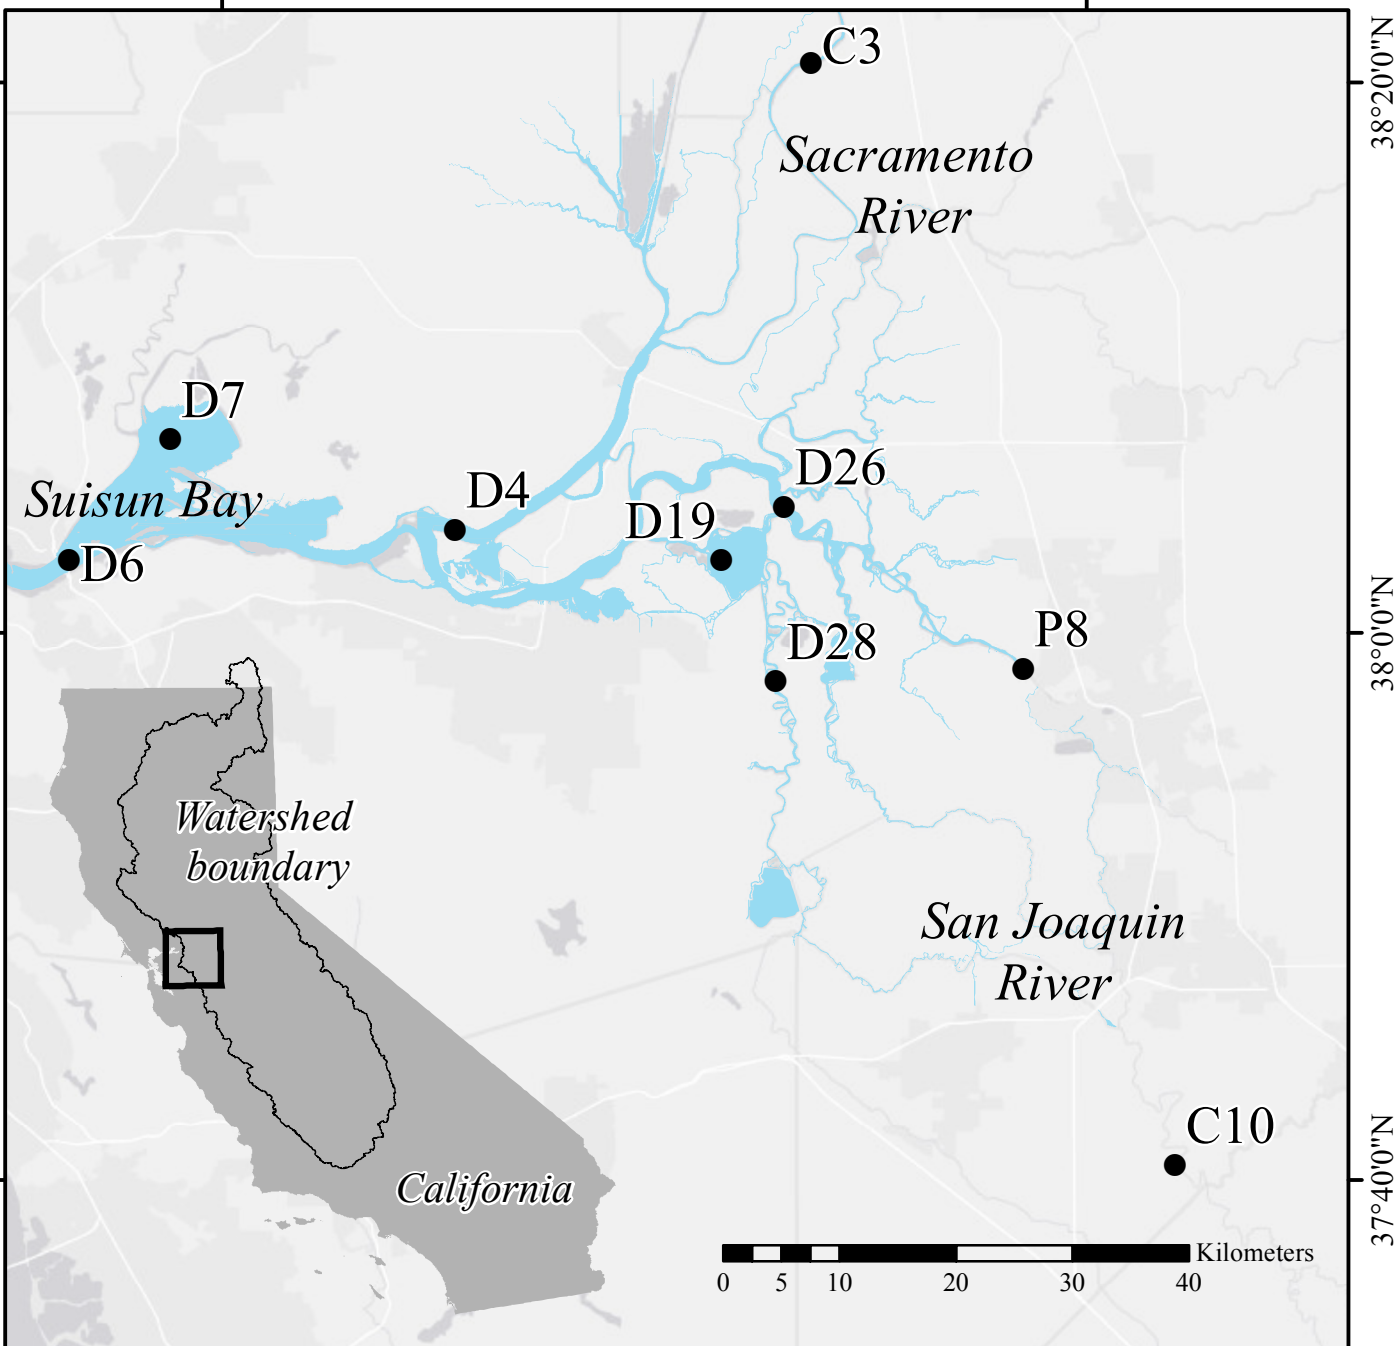 C3
38°20'0"N
Sacramento
River
D7
Suisun Bay
D4
D26
D19
D6
38°0'0"N
P8
D28
Watershed
boundary
San Joaquin
River
C10
37°40'0"N
California
Kilometers
0 5 10 20 30 40